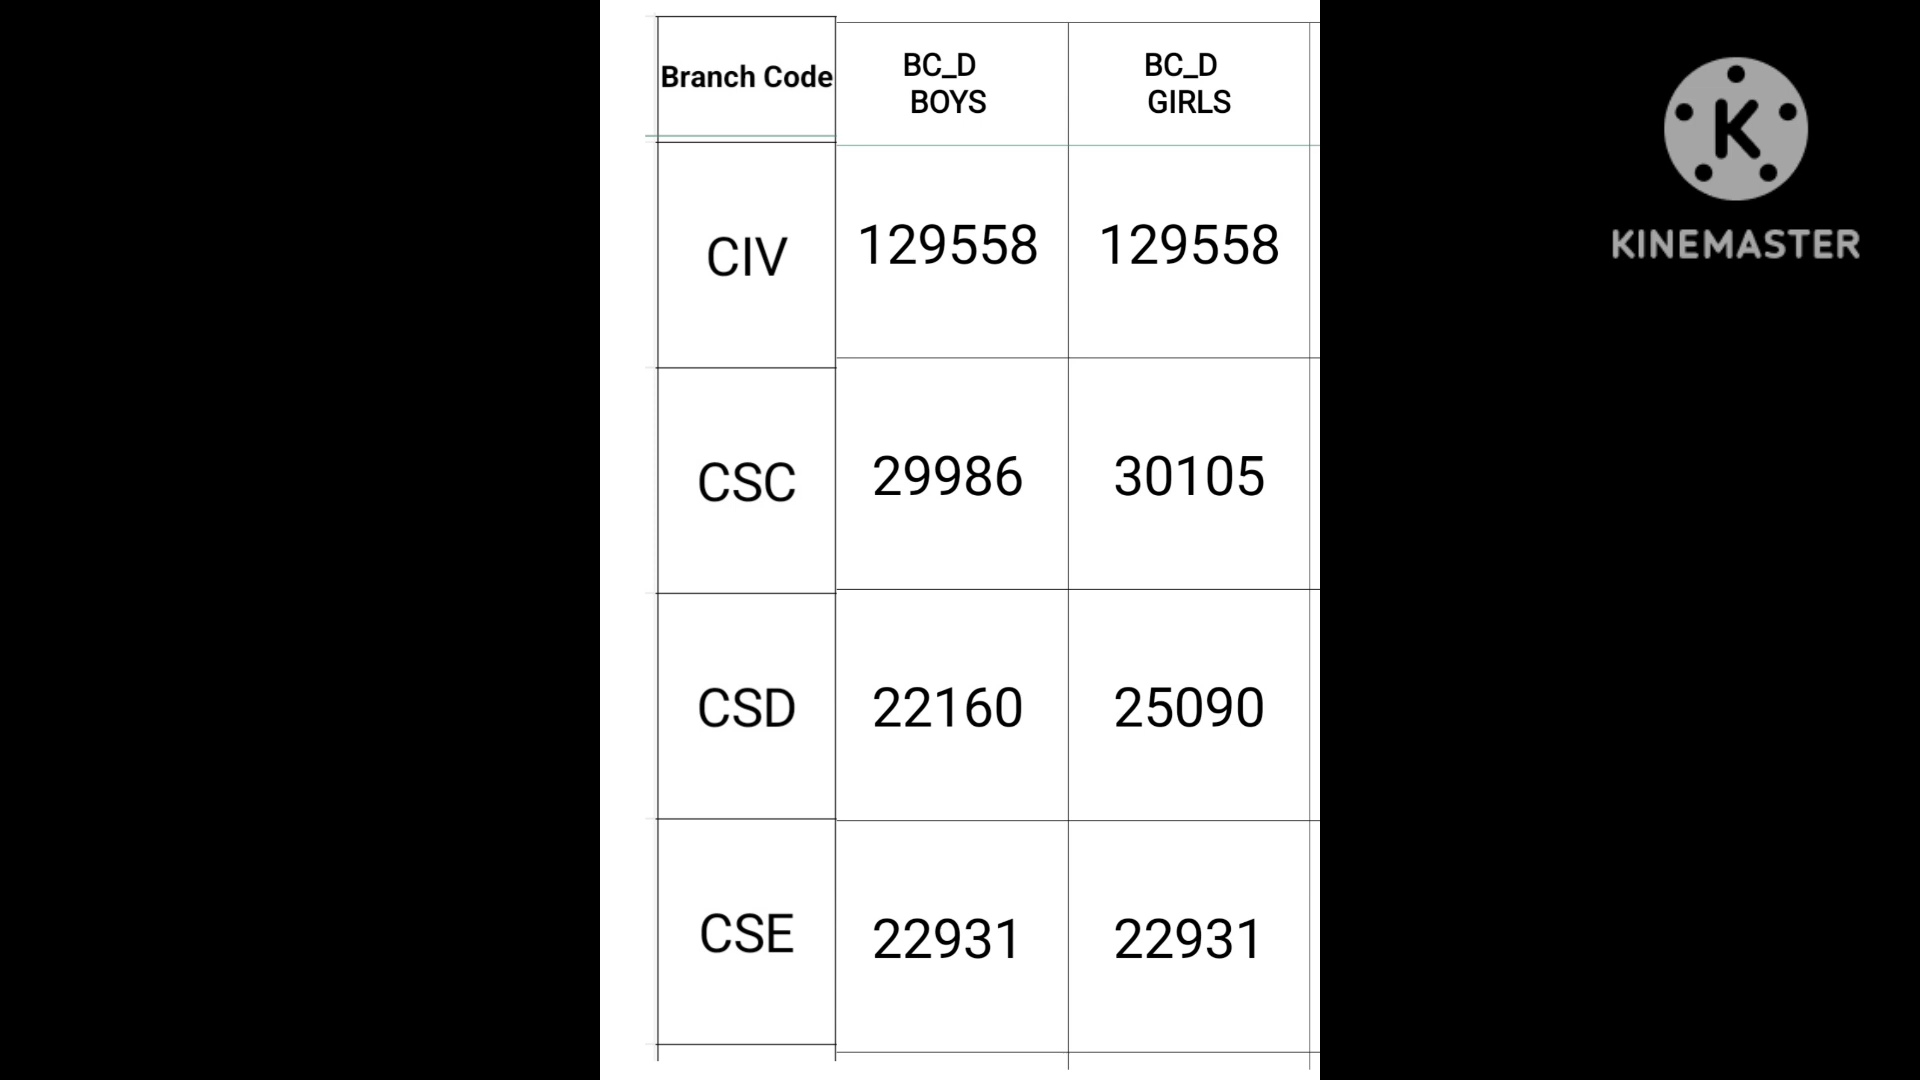 Branch Code BC_D BC_D
BOYS GIRLS
CIV 129558 129558
CSC 29986 30105
CSD 22160 25090
CSE 22931 22931
K
KINEMASTER